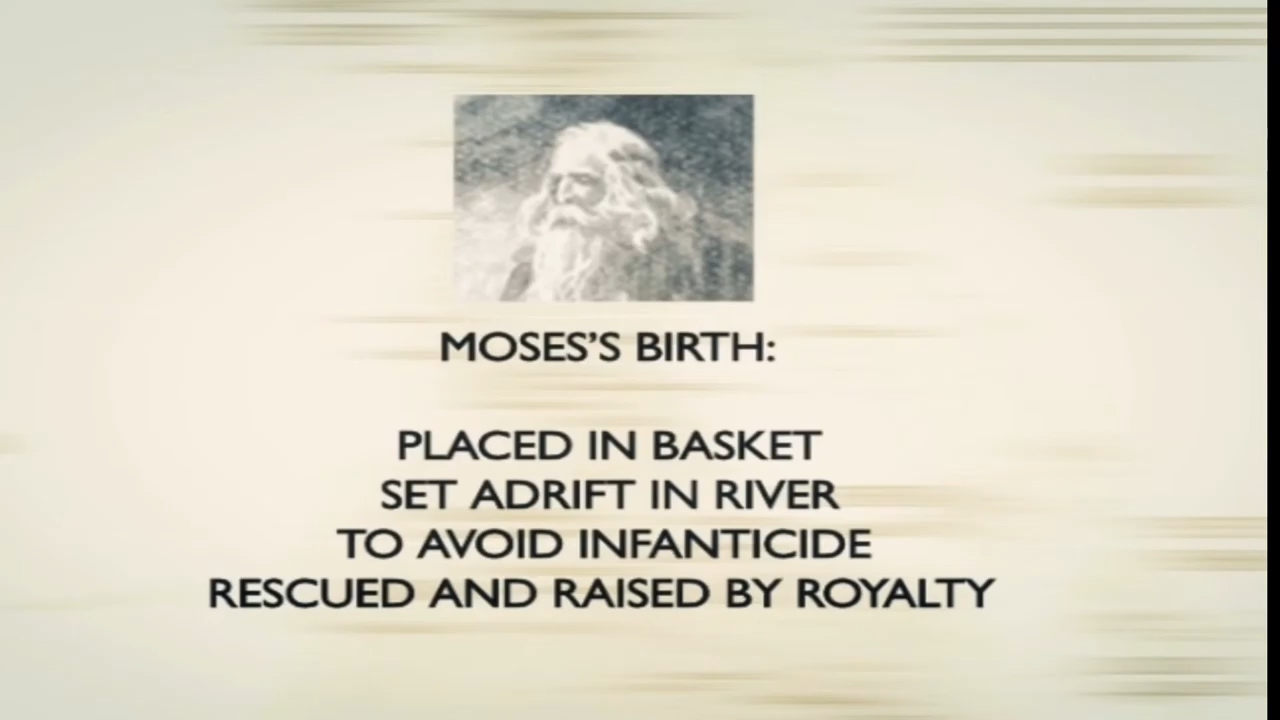 MOSES'S BIRTH:
PLACED IN BASKET
SET ADRIFT IN RIVER
TO AVOID INFANTICIDE
RESCUED AND RAISED BY ROYALTY